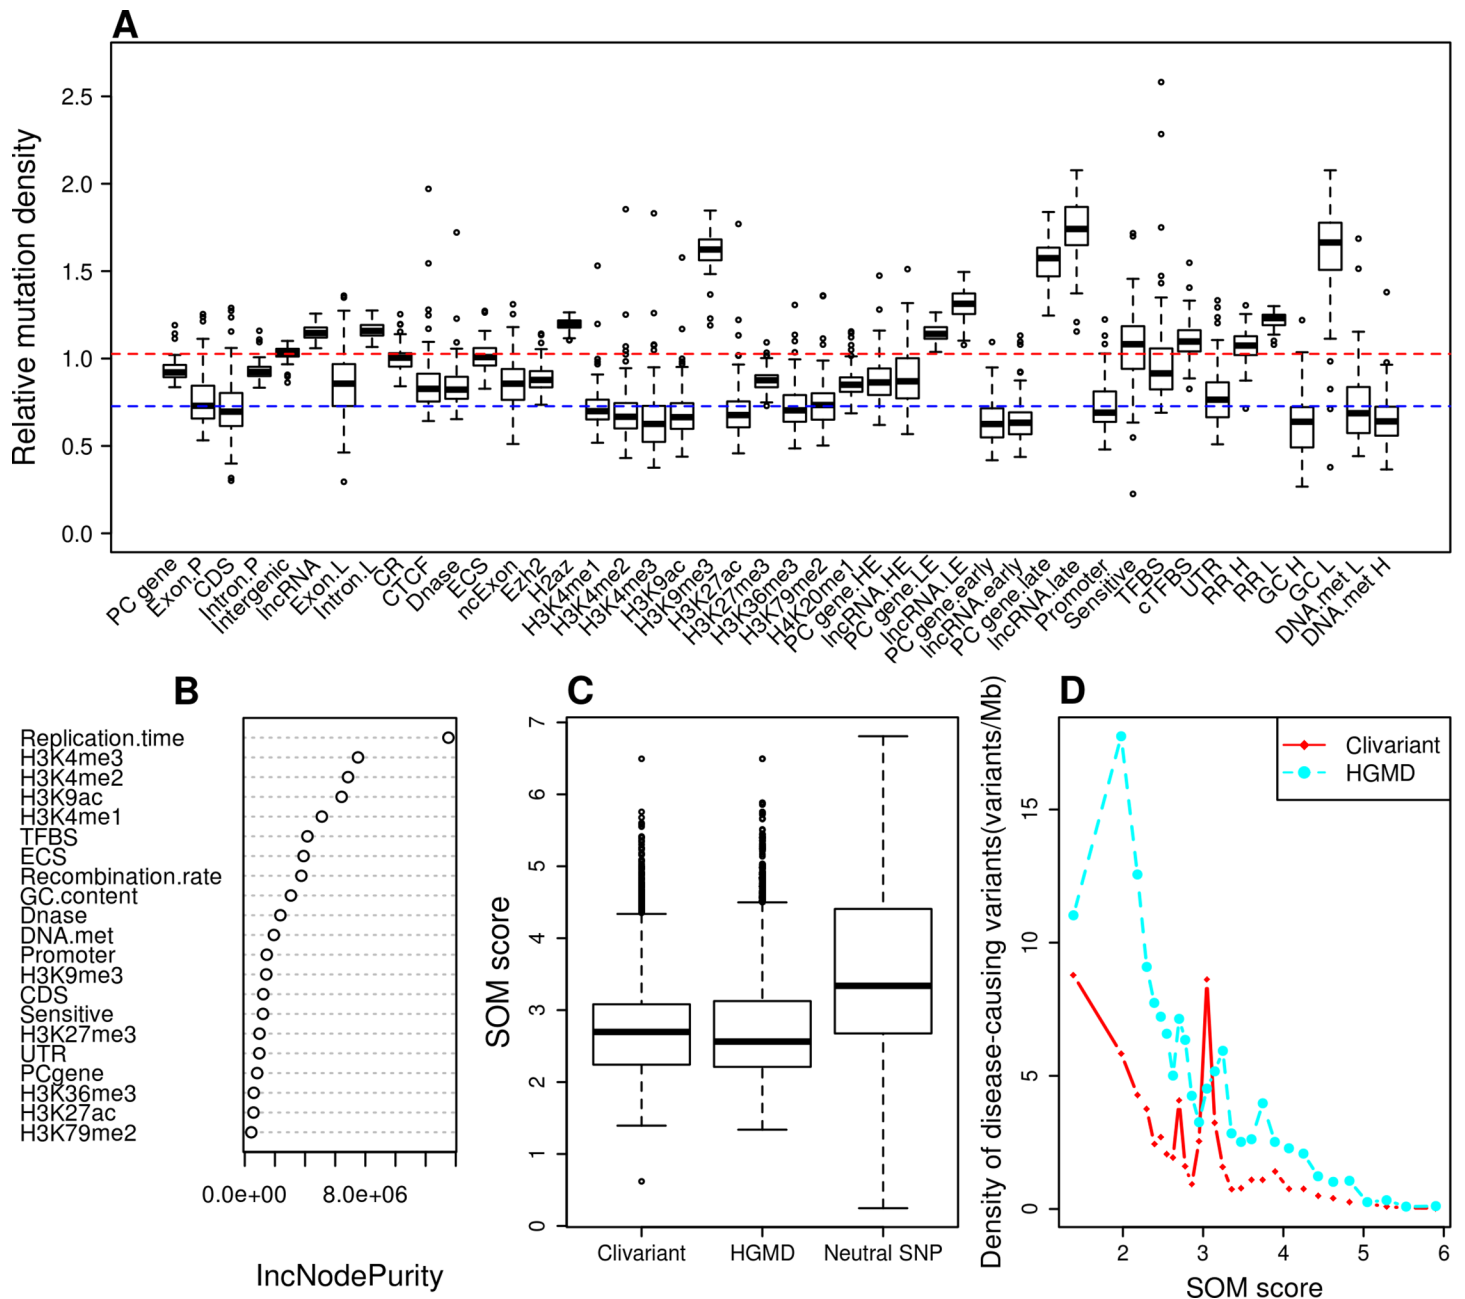 A
Relative mutation density
2.5
2.0
1.5
1.0
0.5
0.0
PC gene
Exon.P
CDS
Intron.P
Intergenic
lncRNA
Exon.L
Intron.L
CR
CTCF
Dnase
ECS
ncExon
Ezh2
H2az
H3K4me1
H3K4me2
H3K4me3
H3K9ac
H3K9me3
H3K27ac
H3K27me3
H3K36me3
H3K79me2
H4K20me1
PC gene.HE
lncRNA.HE
PC gene.LE
lncRNA.LE
PC gene.early
lncRNA.early
PC gene.late
lncRNA.late
Promoter
Sensitive
TFBS
cTFBS
UTR
RR H
RR L
GC H
GC L
DNA.met L
DNA.met H
B
Replication.time
H3K4me3
H3K4me2
H3K9ac
H3K4me1
TFBS
ECS
Recombination.rate
GC.content
Dnase
DNA.met
Promoter
H3K9me3
CDS
Sensitive
H3K27me3
UTR
PCgene
H3K36me3
H3K27ac
H3K79me2
0.0e+00 8.0e+06
IncNodePurity
C
SOM score
7
6
5
4
3
2
1
0
Clivariant HGMD Neutral SNP
D
Density of disease-causing variants(variants/Mb)
Clivariant
HGMD
15
10
5
0
2 3 4 5 6
SOM score